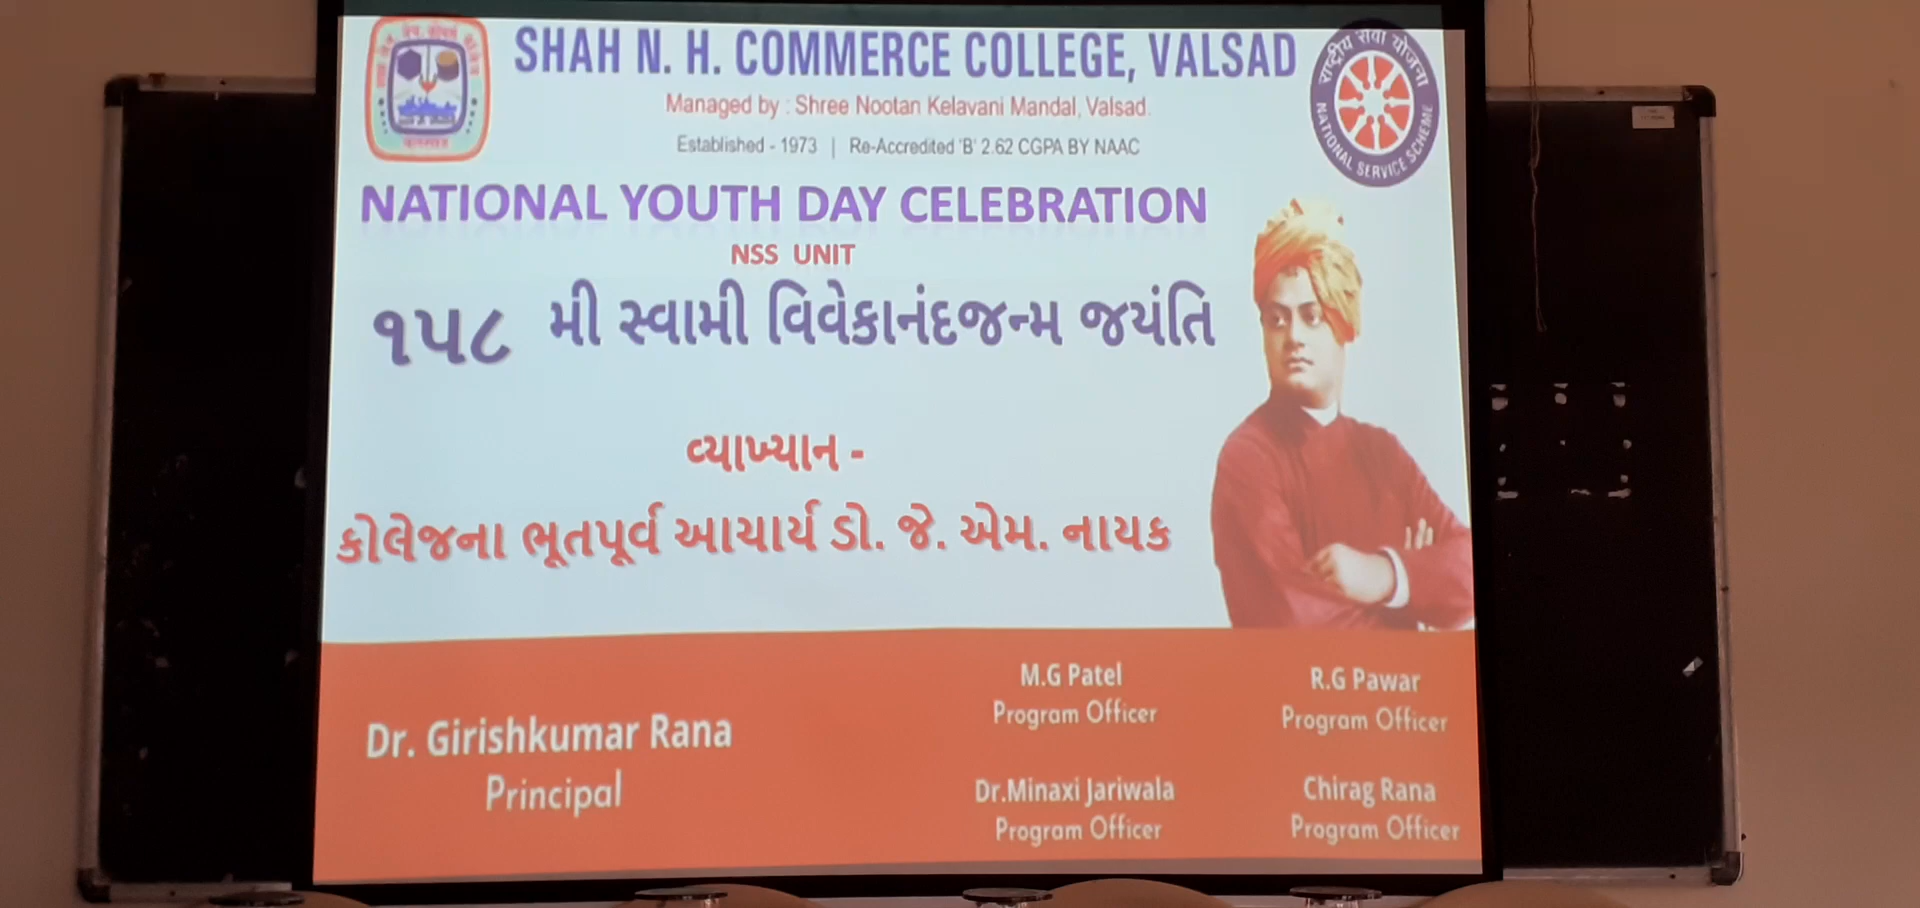 SHAH N. H. COMMERCE COLLEGE, VALSAD
Managed by : Shree Nootan Kelavani Mandal, Valsad.
Established - 1973 | Re-Accredited 'B' 2.62 CGPA BY NAAC
राष्ट्रीय सेवा योजना
NATIONAL SERVICE SCHEME
NATIONAL YOUTH DAY CELEBRATION
NSS UNIT
૧૫૮ મી સ્વામી વિવેકાનંદજન્મ જયંતિ
વ્યાખ્યાન -
કોલેજના ભૂતપૂર્વ આચાર્ય ડો. જે. એમ. નાયક
Dr. Girishkumar Rana
Principal
M.G Patel
Program Officer
R.G Pawar
Program Officer
Dr.Minaxi Jariwala
Program Officer
Chirag Rana
Program Officer